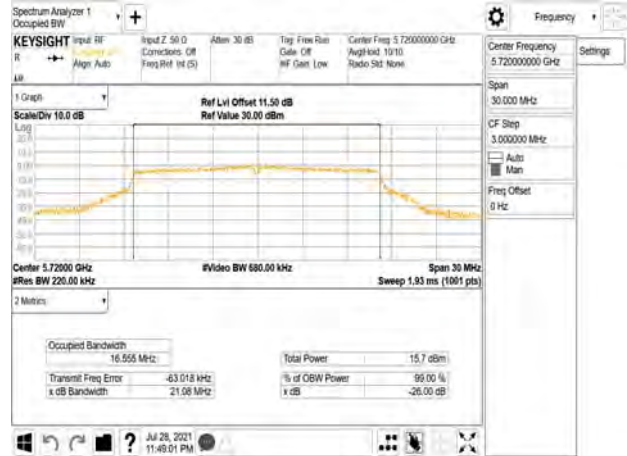 Spectrum Analyzer 1
Occupied BW
Frequency
KEYSIGHT Input: RF
R
Align: Auto
Input Z: 50 Ω
Corrections: Off
Freq Ref: Int (S)
Atten: 30 dB
Trig: Free Run
Gate: Off
#IF Gain: Low
Center Freq: 5.720000000 GHz
Avg|Hold: 10/10
Radio Std: None
Center Frequency
5.720000000 GHz
Settings
Span
30.000 MHz
CF Step
3.000000 MHz
Auto
Man
Freq Offset
0 Hz
1 Graph
Scale/Div 10.0 dB
Ref Lvl Offset 11.50 dB
Ref Value 30.00 dBm
Log
Center 5.72000 GHz
#Video BW 680.00 kHz
Span 30 MHz
#Res BW 220.00 kHz
Sweep 1.93 ms (1001 pts)
2 Metrics
Occupied Bandwidth
16.555 MHz
Total Power 15.7 dBm
Transmit Freq Error -63.018 kHz
% of OBW Power 99.00 %
x dB Bandwidth 21.08 MHz
x dB -26.00 dB
Jul 28, 2021
11:49:01 PM